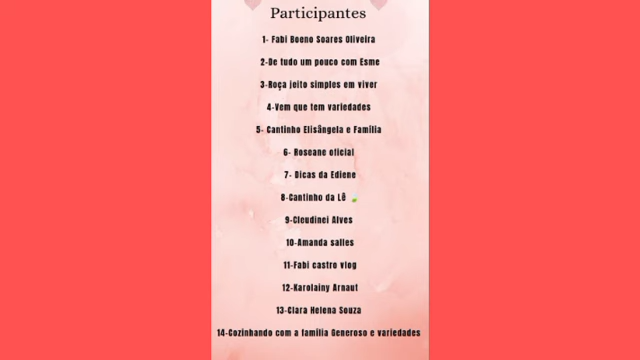 Participantes
1- Fabi Boeno Soares Oliveira
2-De tudo um pouco com Esme
3-Roça jeito simples em viver
4-Vem que tem variedades
5- Cantinho Elisângela e Família
6- Roseane oficial
7- Dicas da Ediene
8-Cantinho da Lê 🍃
9-Cleudinei Alves
10-Amanda salles
11-Fabi castro vlog
12-Karolainy Arnaut
13-Clara Helena Souza
14-Cozinhando com a família Generoso e variedades